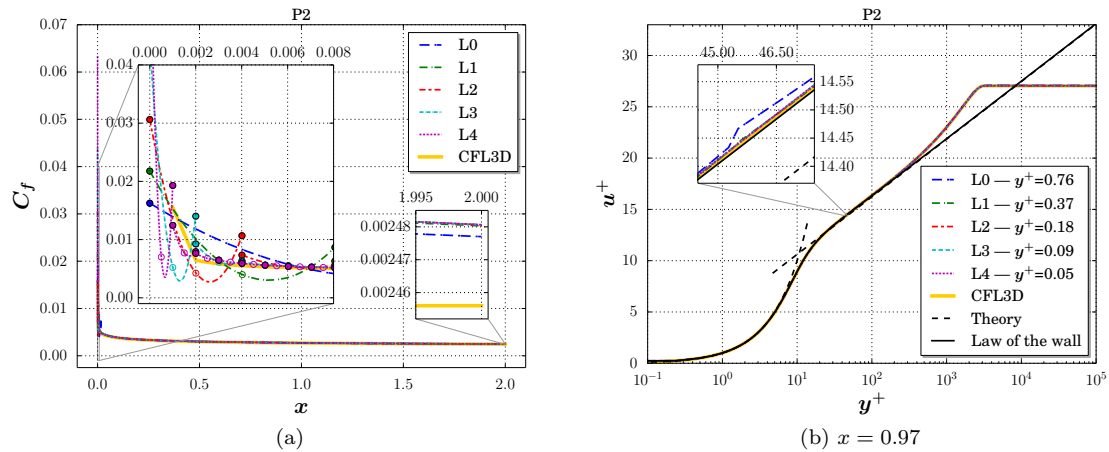 P2
0.07
0.06
0.05
0.04
0.03
0.02
0.01
0.00
C_f
0.0
0.5
1.0
1.5
2.0
x
0.000 0.002 0.004 0.006 0.008
0.04
0.03
0.02
0.01
0.00
L0
L1
L2
L3
L4
CFL3D
1.995 2.000
0.00248
0.00247
0.00246
(a)
P2
30
25
20
15
10
5
0
u^+
10^-1 10^0 10^1 10^2 10^3 10^4 10^5
y^+
45.00 46.50
14.55
14.50
14.45
14.40
L0 — y^+=0.76
L1 — y^+=0.37
L2 — y^+=0.18
L3 — y^+=0.09
L4 — y^+=0.05
CFL3D
Theory
Law of the wall
(b) x = 0.97